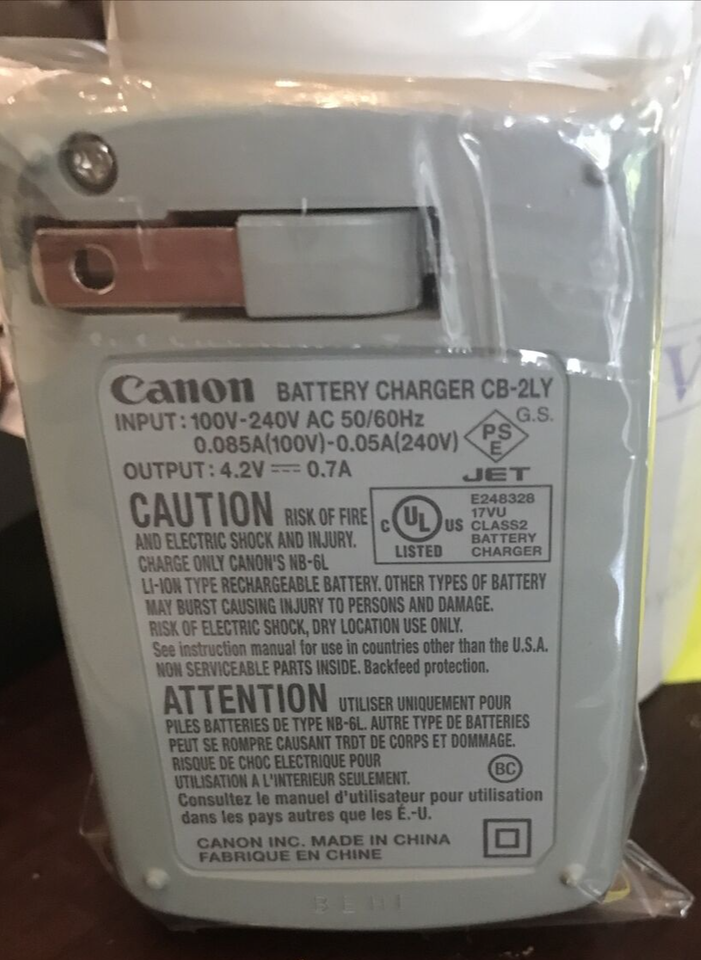 Canon BATTERY CHARGER CB-2LY
INPUT: 100V-240V AC 50/60Hz
0.085A(100V)-0.05A(240V)
OUTPUT: 4.2V ⎓ 0.7A
PS
E
G.S.
JET
CAUTION RISK OF FIRE
AND ELECTRIC SHOCK AND INJURY.
CHARGE ONLY CANON'S NB-6L
LI-ION TYPE RECHARGEABLE BATTERY. OTHER TYPES OF BATTERY
MAY BURST CAUSING INJURY TO PERSONS AND DAMAGE.
RISK OF ELECTRIC SHOCK, DRY LOCATION USE ONLY.
See instruction manual for use in countries other than the U.S.A.
NON SERVICEABLE PARTS INSIDE. Backfeed protection.
C UL US
LISTED
E248328
17VU
CLASS2
BATTERY
CHARGER
ATTENTION UTILISER UNIQUEMENT POUR
PILES BATTERIES DE TYPE NB-6L. AUTRE TYPE DE BATTERIES
PEUT SE ROMPRE CAUSANT TRDT DE CORPS ET DOMMAGE.
RISQUE DE CHOC ELECTRIQUE POUR
UTILISATION A L'INTERIEUR SEULEMENT.
BC
Consultez le manuel d'utilisateur pour utilisation
dans les pays autres que les É.-U.
CANON INC. MADE IN CHINA
FABRIQUE EN CHINE